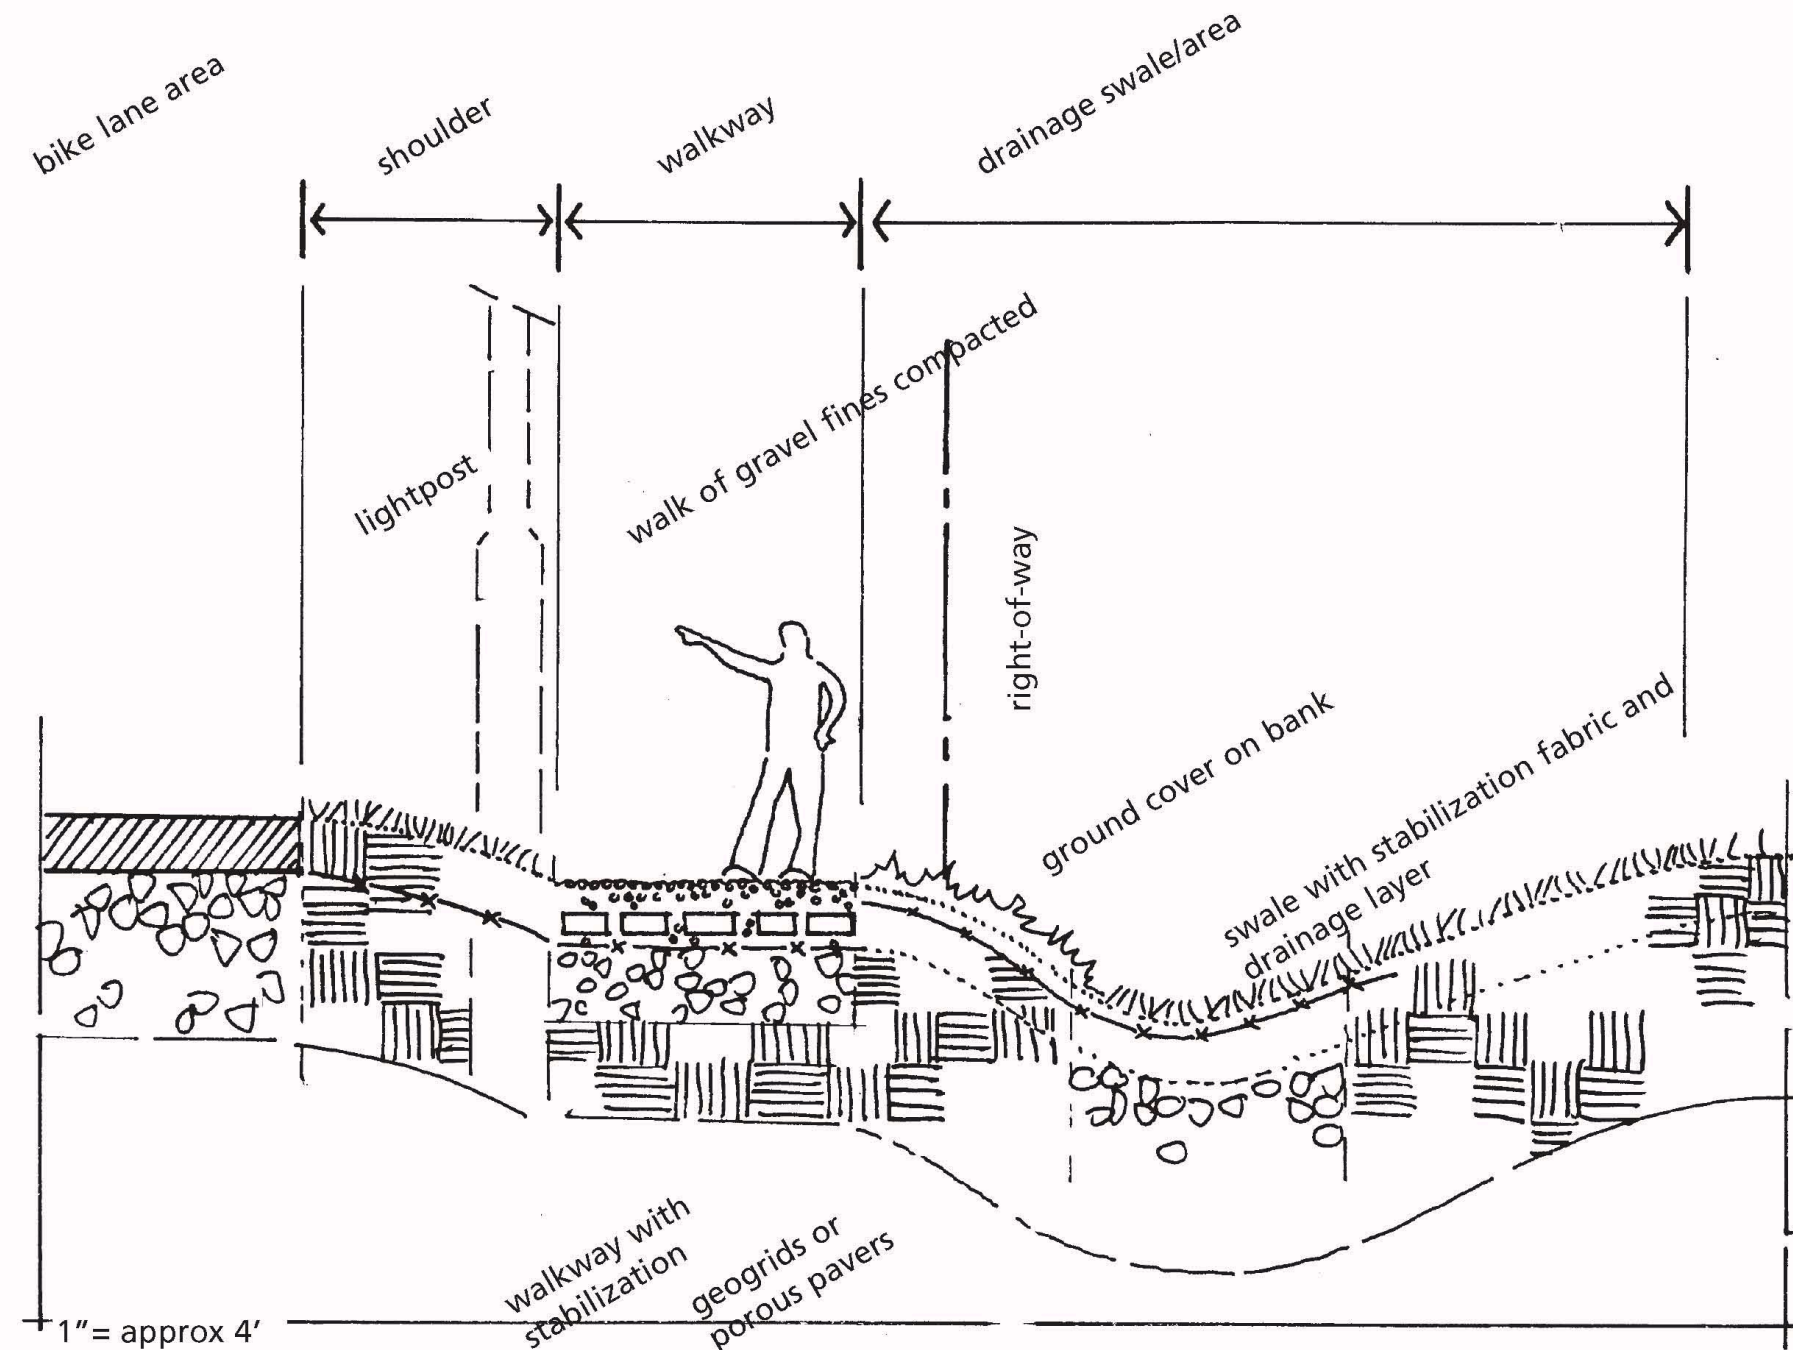 bike lane area
shoulder
walkway
drainage swale/area
lightpost
walk of gravel fines compacted
right-of-way
ground cover on bank
swale with stabilization fabric and
drainage layer
walkway with
stabilization
geogrids or
porous pavers
1”= approx 4’